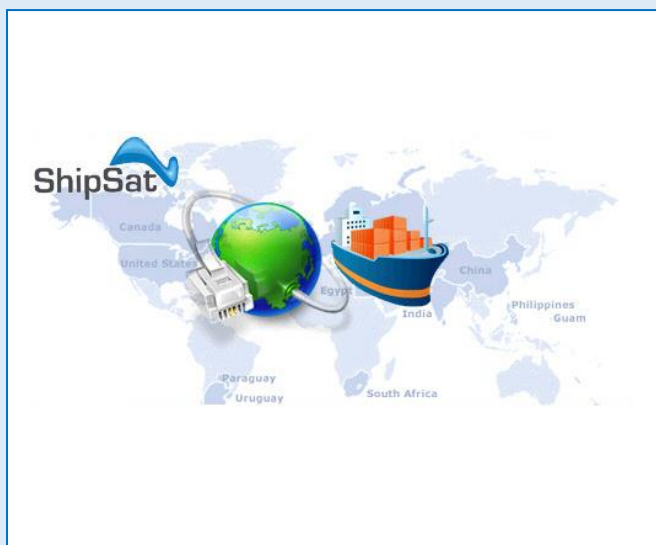 ShipSat
Canada
United States
Egypt
China
India
Philippines
Guam
Paraguay
Uruguay
South Africa